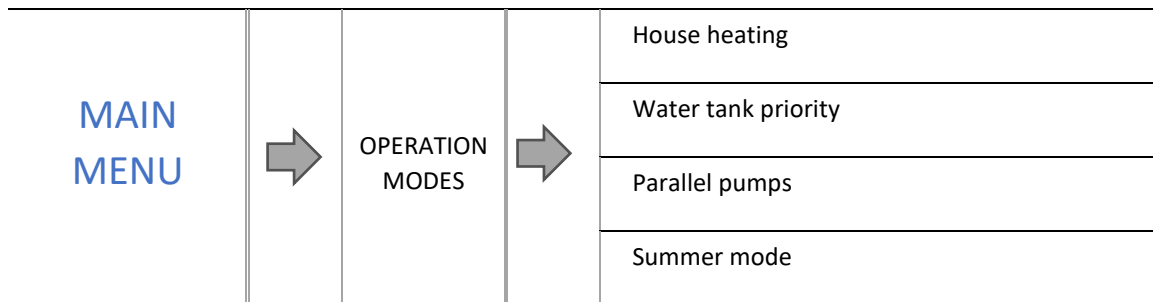 MAIN
MENU
OPERATION
MODES
House heating
Water tank priority
Parallel pumps
Summer mode